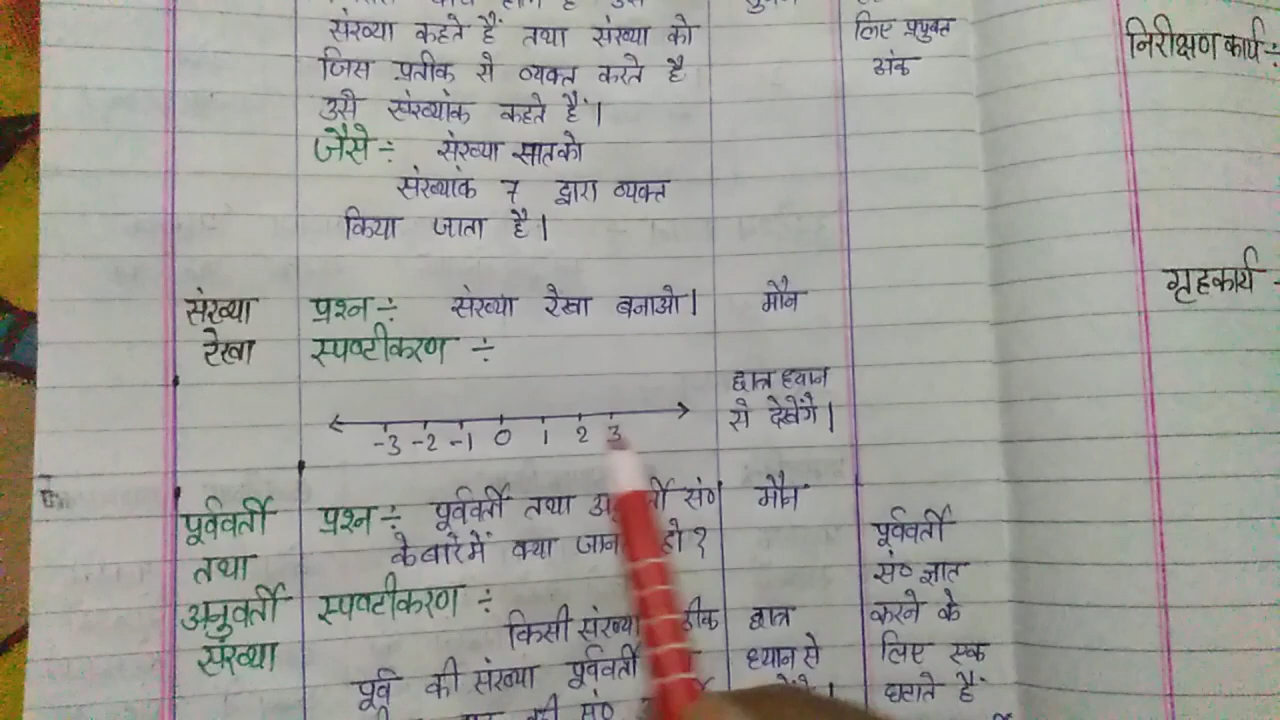 संख्या कहते हैं तथा संख्या को
जिस प्रतीक से व्यक्त करते है
उसे संख्यांक कहते है।
जैसे ÷ संख्या सातको
संख्यांक 7 द्वारा व्यक्त
किया जाता है।
लिए प्रयुक्त
अंक
निरीक्षण कार्य ÷
गृहकार्य -
संख्या
रेखा
प्रश्न ÷ संख्या रेखा बनाओ।
मौन
स्पष्टीकरण ÷
-3 -2 -1 0 1 2 3
छात्र ध्यान
से देखेंगे।
पूर्ववर्ती
तथा
अनुवर्ती
संख्या
प्रश्न ÷ पूर्ववर्ती तथा सं०
के बारे में क्या हो?
मौन
स्पष्टीकरण ÷
किसी संख्या
पूर्व की संख्या पूर्ववर्ती
छात्र
ध्यान से
पूर्ववर्ती
सं० ज्ञात
करने के
लिए एक
घटाते हैं